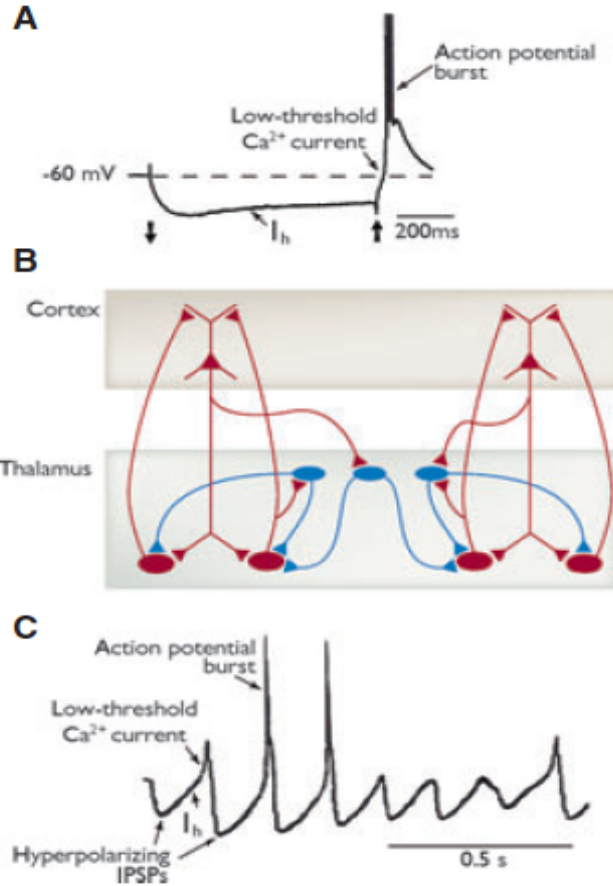 A
Action potential
burst
Low-threshold
Ca²⁺ current
-60 mV
Iₕ
200ms
B
Cortex
Thalamus
C
Action potential
burst
Low-threshold
Ca²⁺ current
Iₕ
Hyperpolarizing
IPSPs
0.5 s